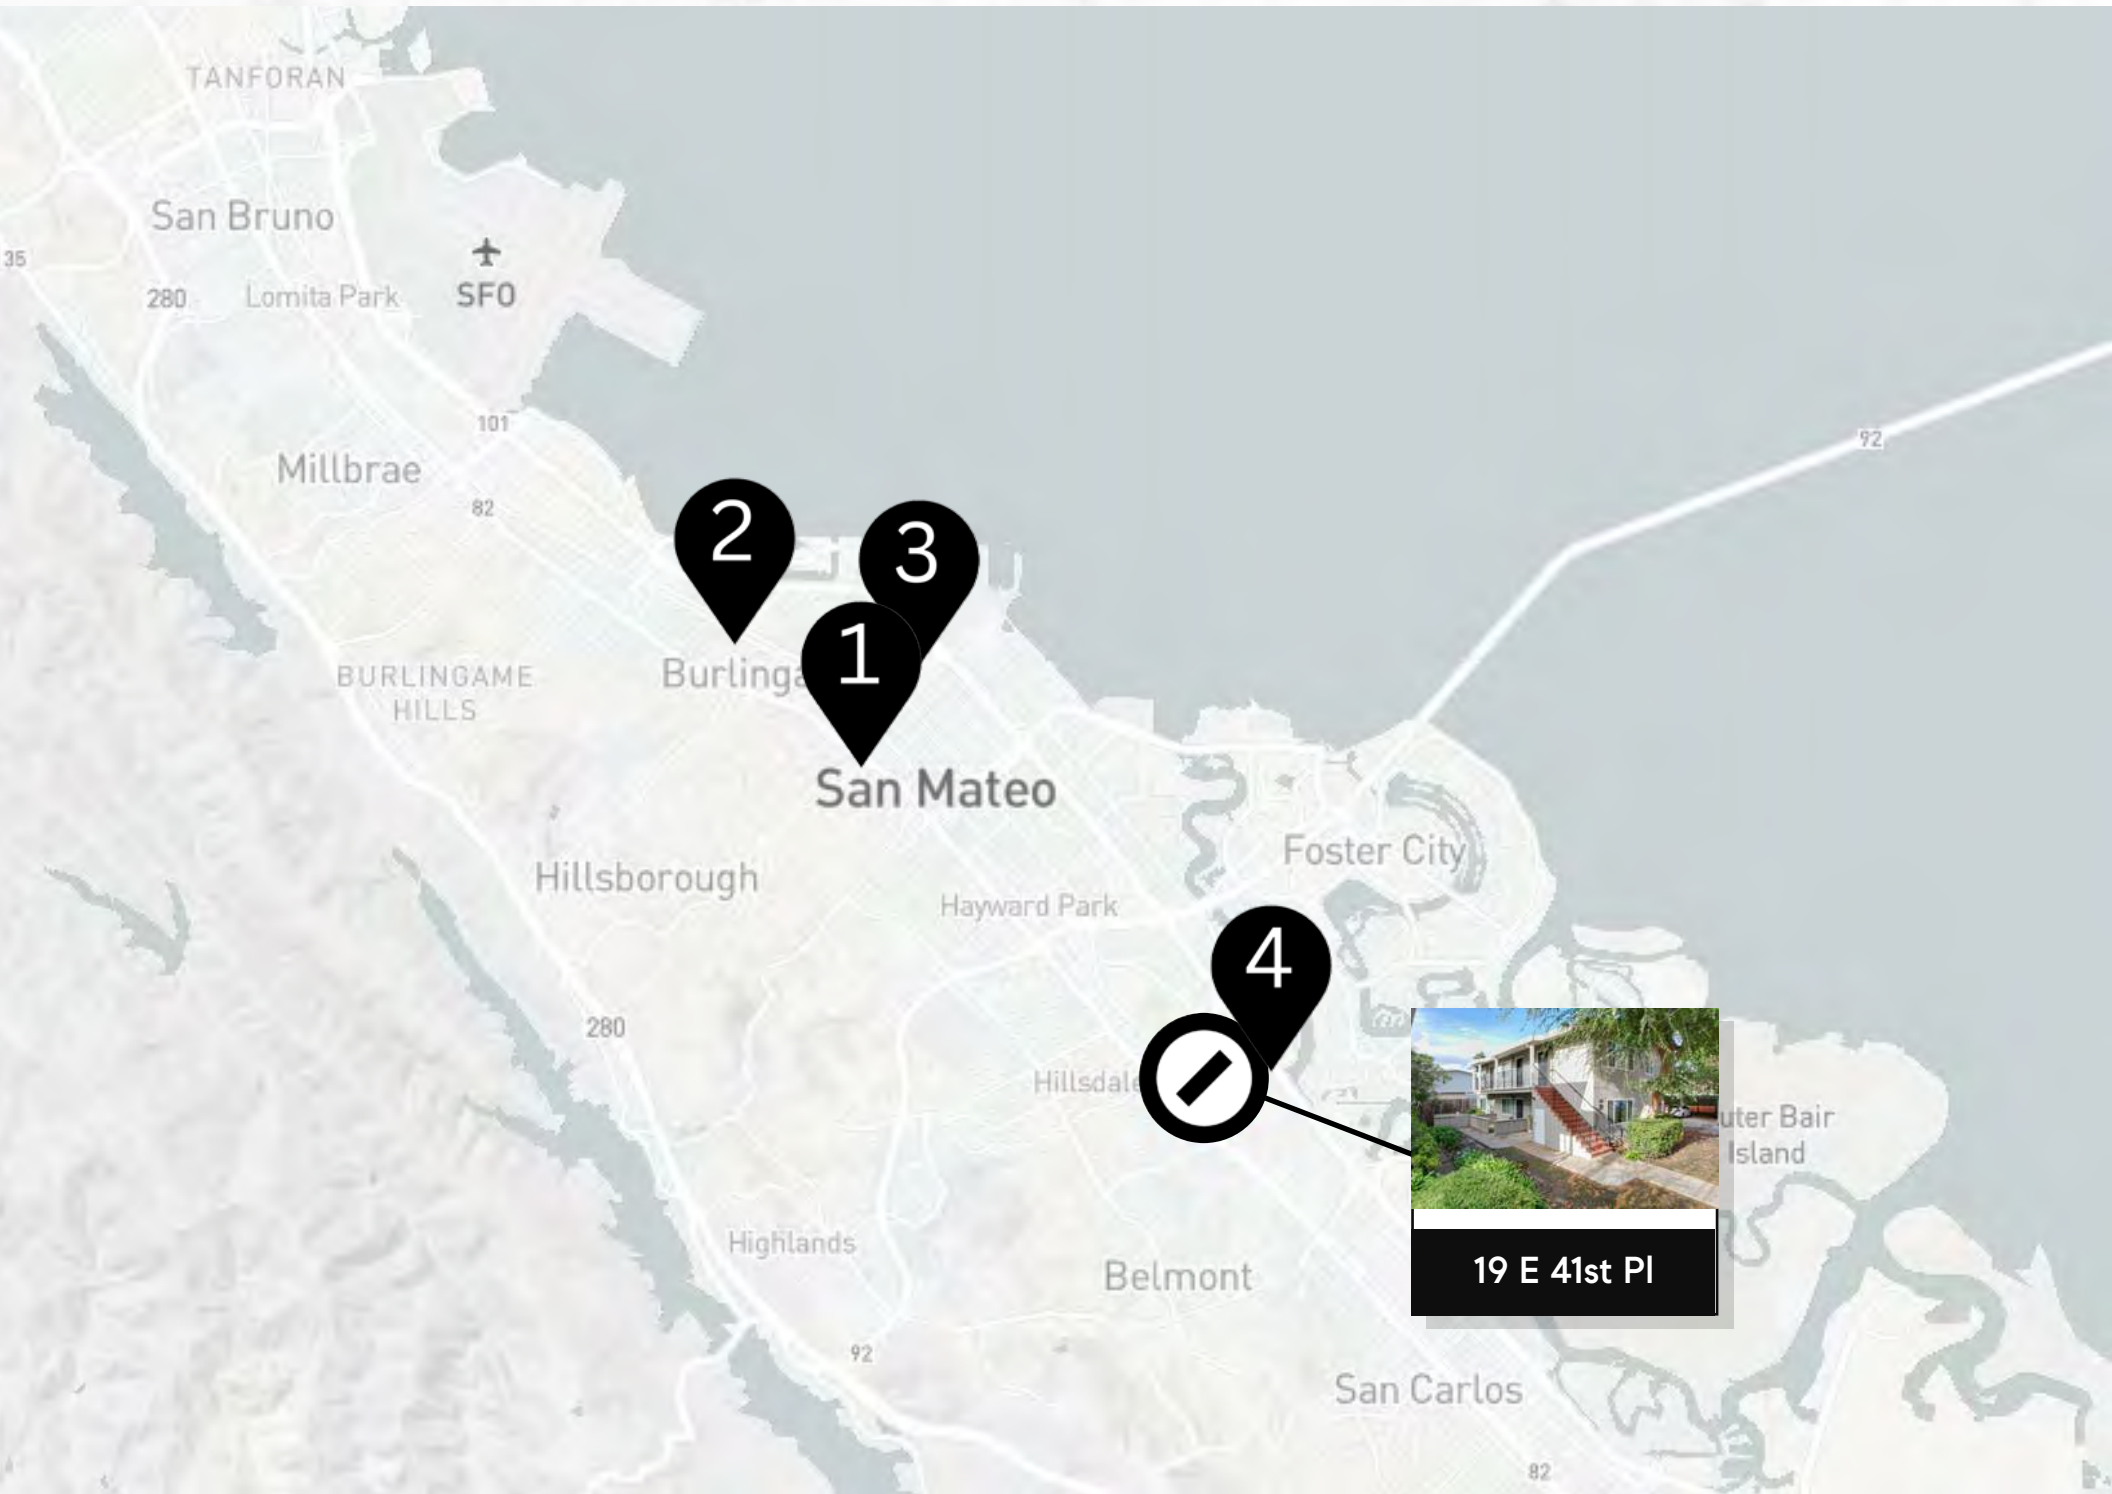 TANFORAN
San Bruno
35
SFO
280
Lomita Park
101
92
Millbrae
82
2
3
1
BURLINGAME
HILLS
Burlinga
San Mateo
Foster City
Hillsborough
Hayward Park
4
280
Hillsdale
uter Bair
Island
Highlands
Belmont
19 E 41st Pl
92
San Carlos
82